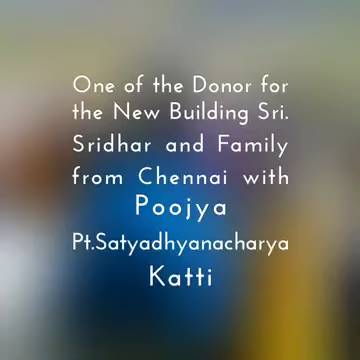 One of the Donor for
the New Building Sri.
Sridhar and Family
from Chennai with
Poojya
Pt.Satyadhyanacharya
Katti